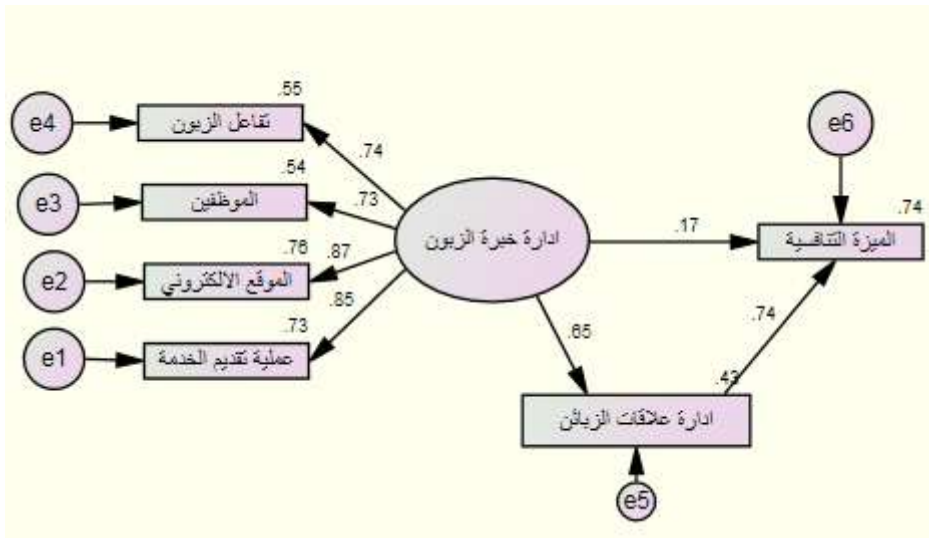 .55
e4
تفاعل الزبون
.74
e6
.54
e3
الموظفين
.73
ادارة خبرة الزبون
.17
.74
الميزة التنافسية
.76
e2
الموقع الالكتروني
.87
.85
.73
e1
عملية تقديم الخدمة
.65
.74
.43
ادارة علاقات الزبائن
e5